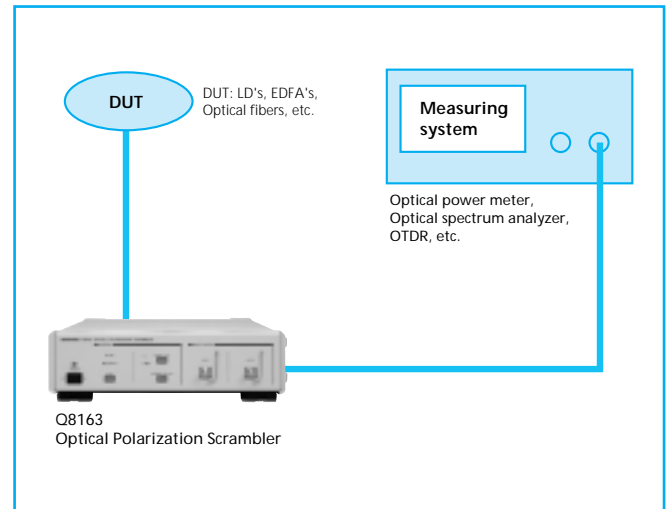 DUT
DUT: LD's, EDFA's,
Optical fibers, etc.
Measuring
system
Optical power meter,
Optical spectrum analyzer,
OTDR, etc.
Q8163
Optical Polarization Scrambler